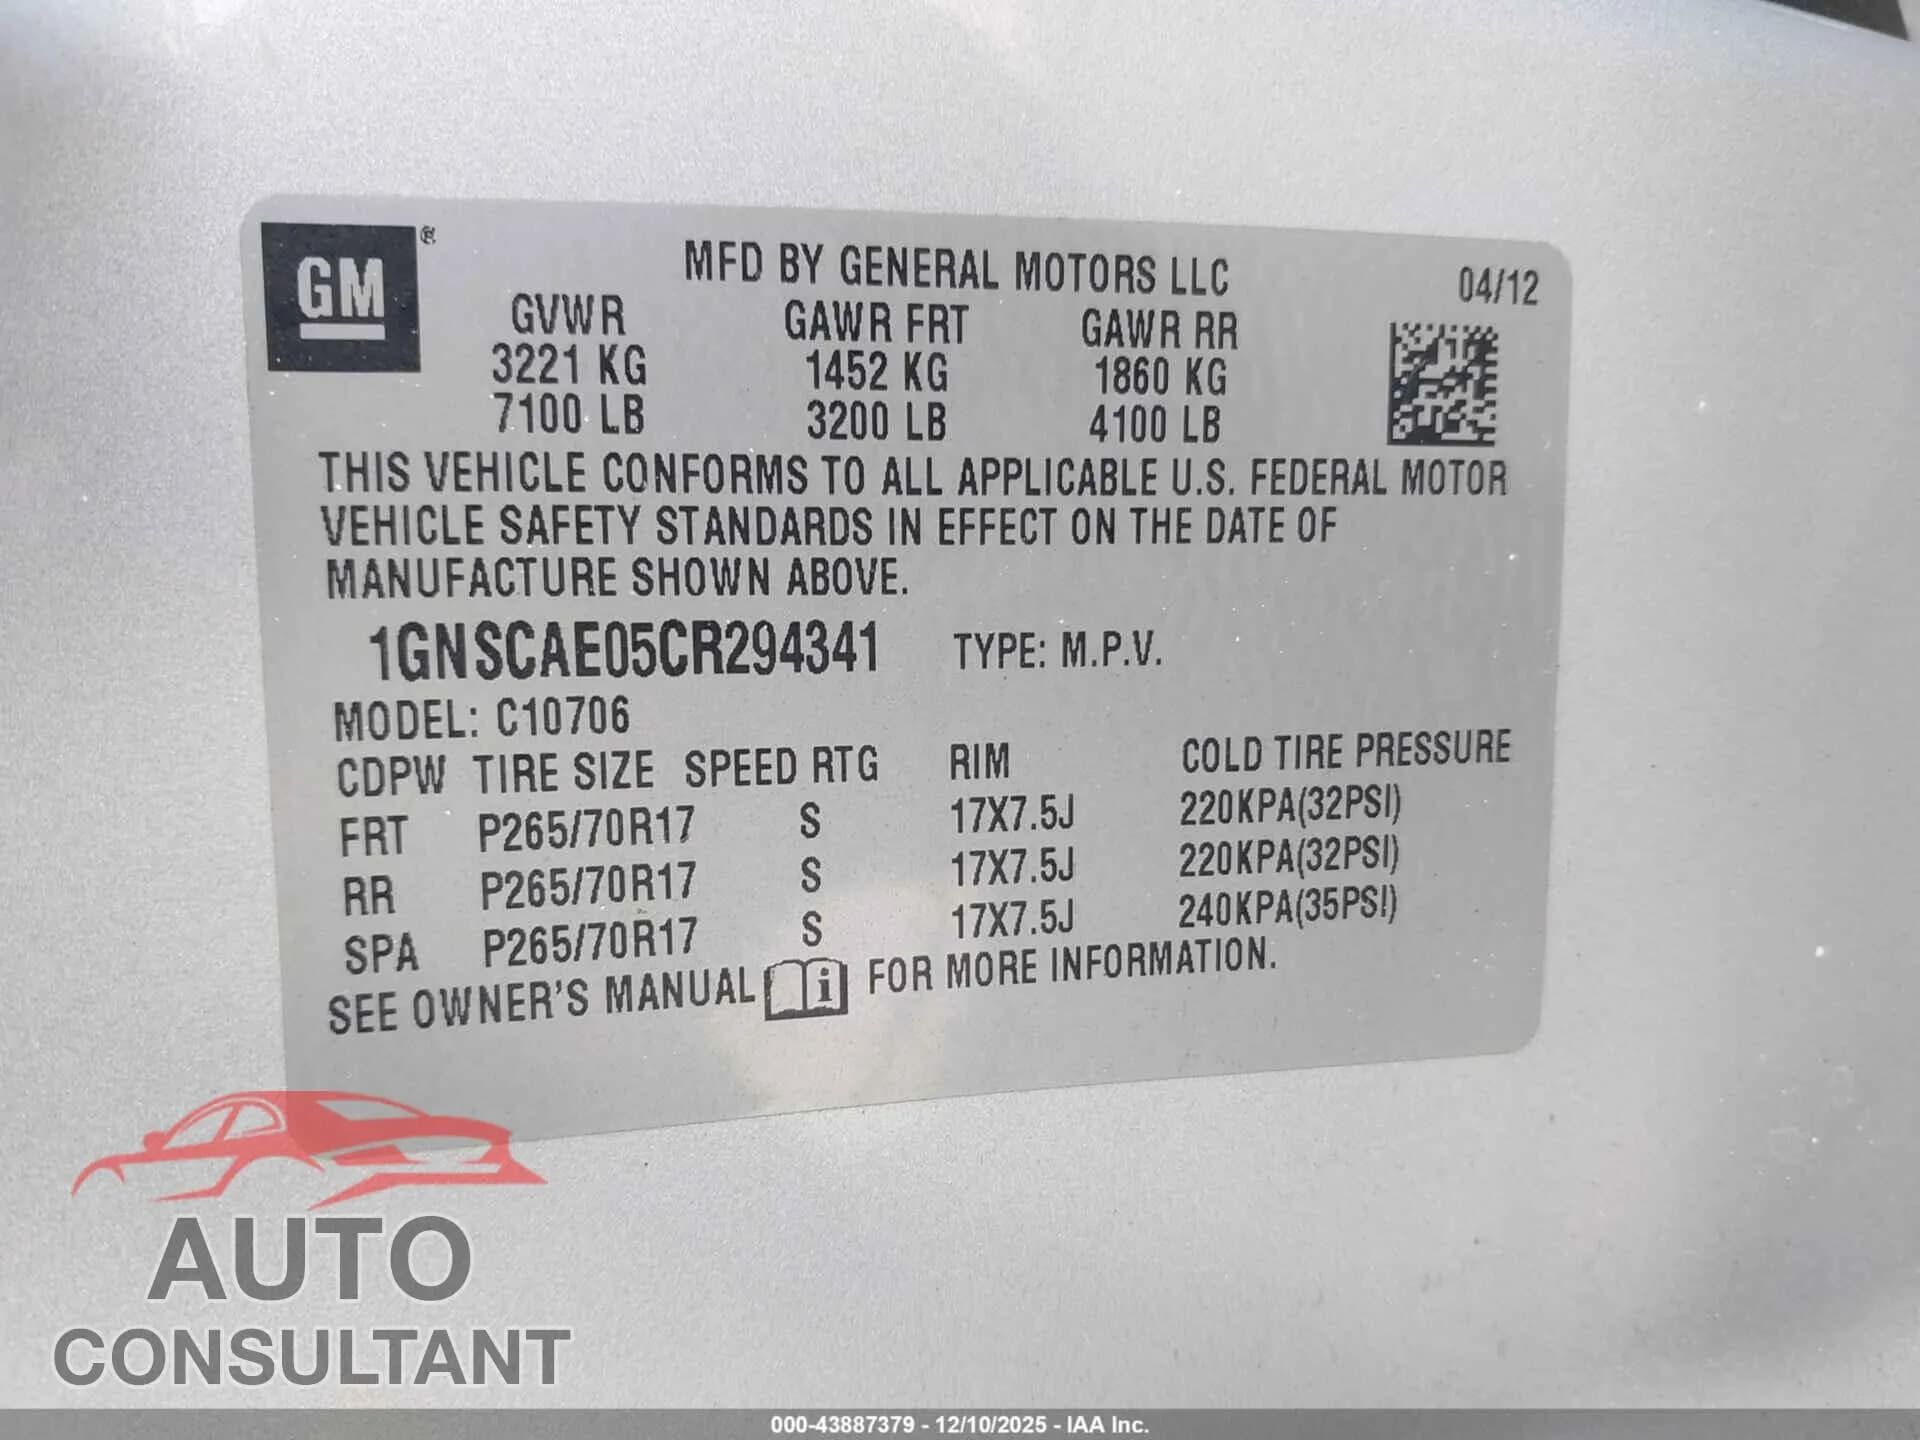 GM ®
MFD BY GENERAL MOTORS LLC 04/12
GVWR GAWR FRT GAWR RR
3221 KG 1452 KG 1860 KG
7100 LB 3200 LB 4100 LB
THIS VEHICLE CONFORMS TO ALL APPLICABLE U.S. FEDERAL MOTOR
VEHICLE SAFETY STANDARDS IN EFFECT ON THE DATE OF
MANUFACTURE SHOWN ABOVE.
1GNSCAE05CR294341 TYPE: M.P.V.
MODEL: C10706
CDPW TIRE SIZE SPEED RTG RIM COLD TIRE PRESSURE
FRT P265/70R17 S 17X7.5J 220KPA(32PSI)
RR P265/70R17 S 17X7.5J 220KPA(32PSI)
SPA P265/70R17 S 17X7.5J 240KPA(35PSI)
SEE OWNER'S MANUAL i FOR MORE INFORMATION.
AUTO
CONSULTANT
000-43887379 - 12/10/2025 - IAA Inc.